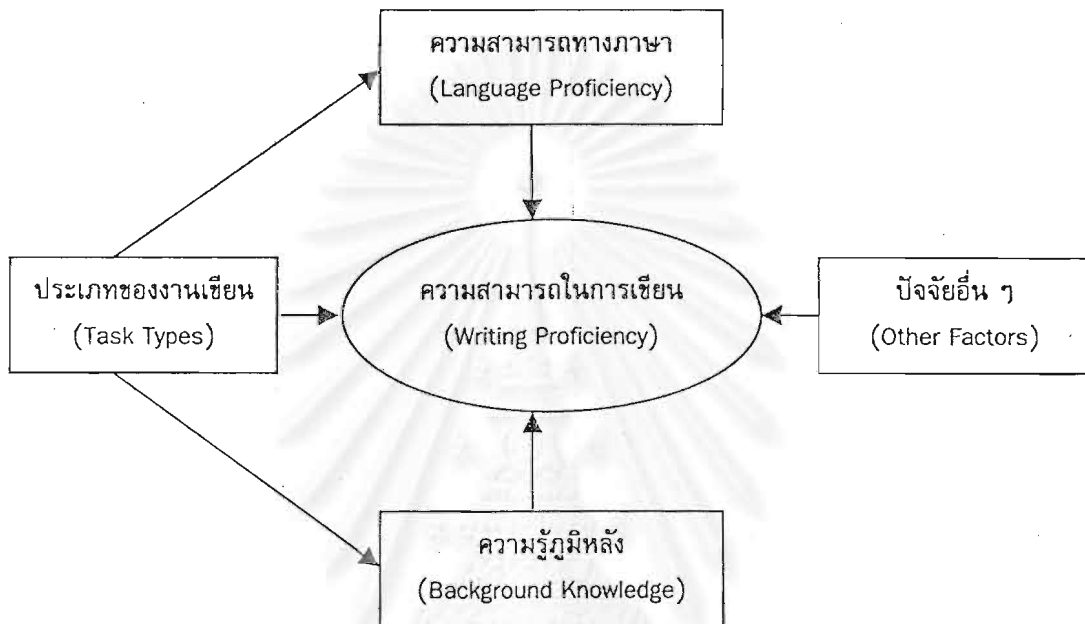 ความสามารถทางภาษา
(Language Proficiency)
ประเภทของงานเขียน
(Task Types)
ความสามารถในการเขียน
(Writing Proficiency)
ปัจจัยอื่น ๆ
(Other Factors)
ความรู้ภูมิหลัง
(Background Knowledge)